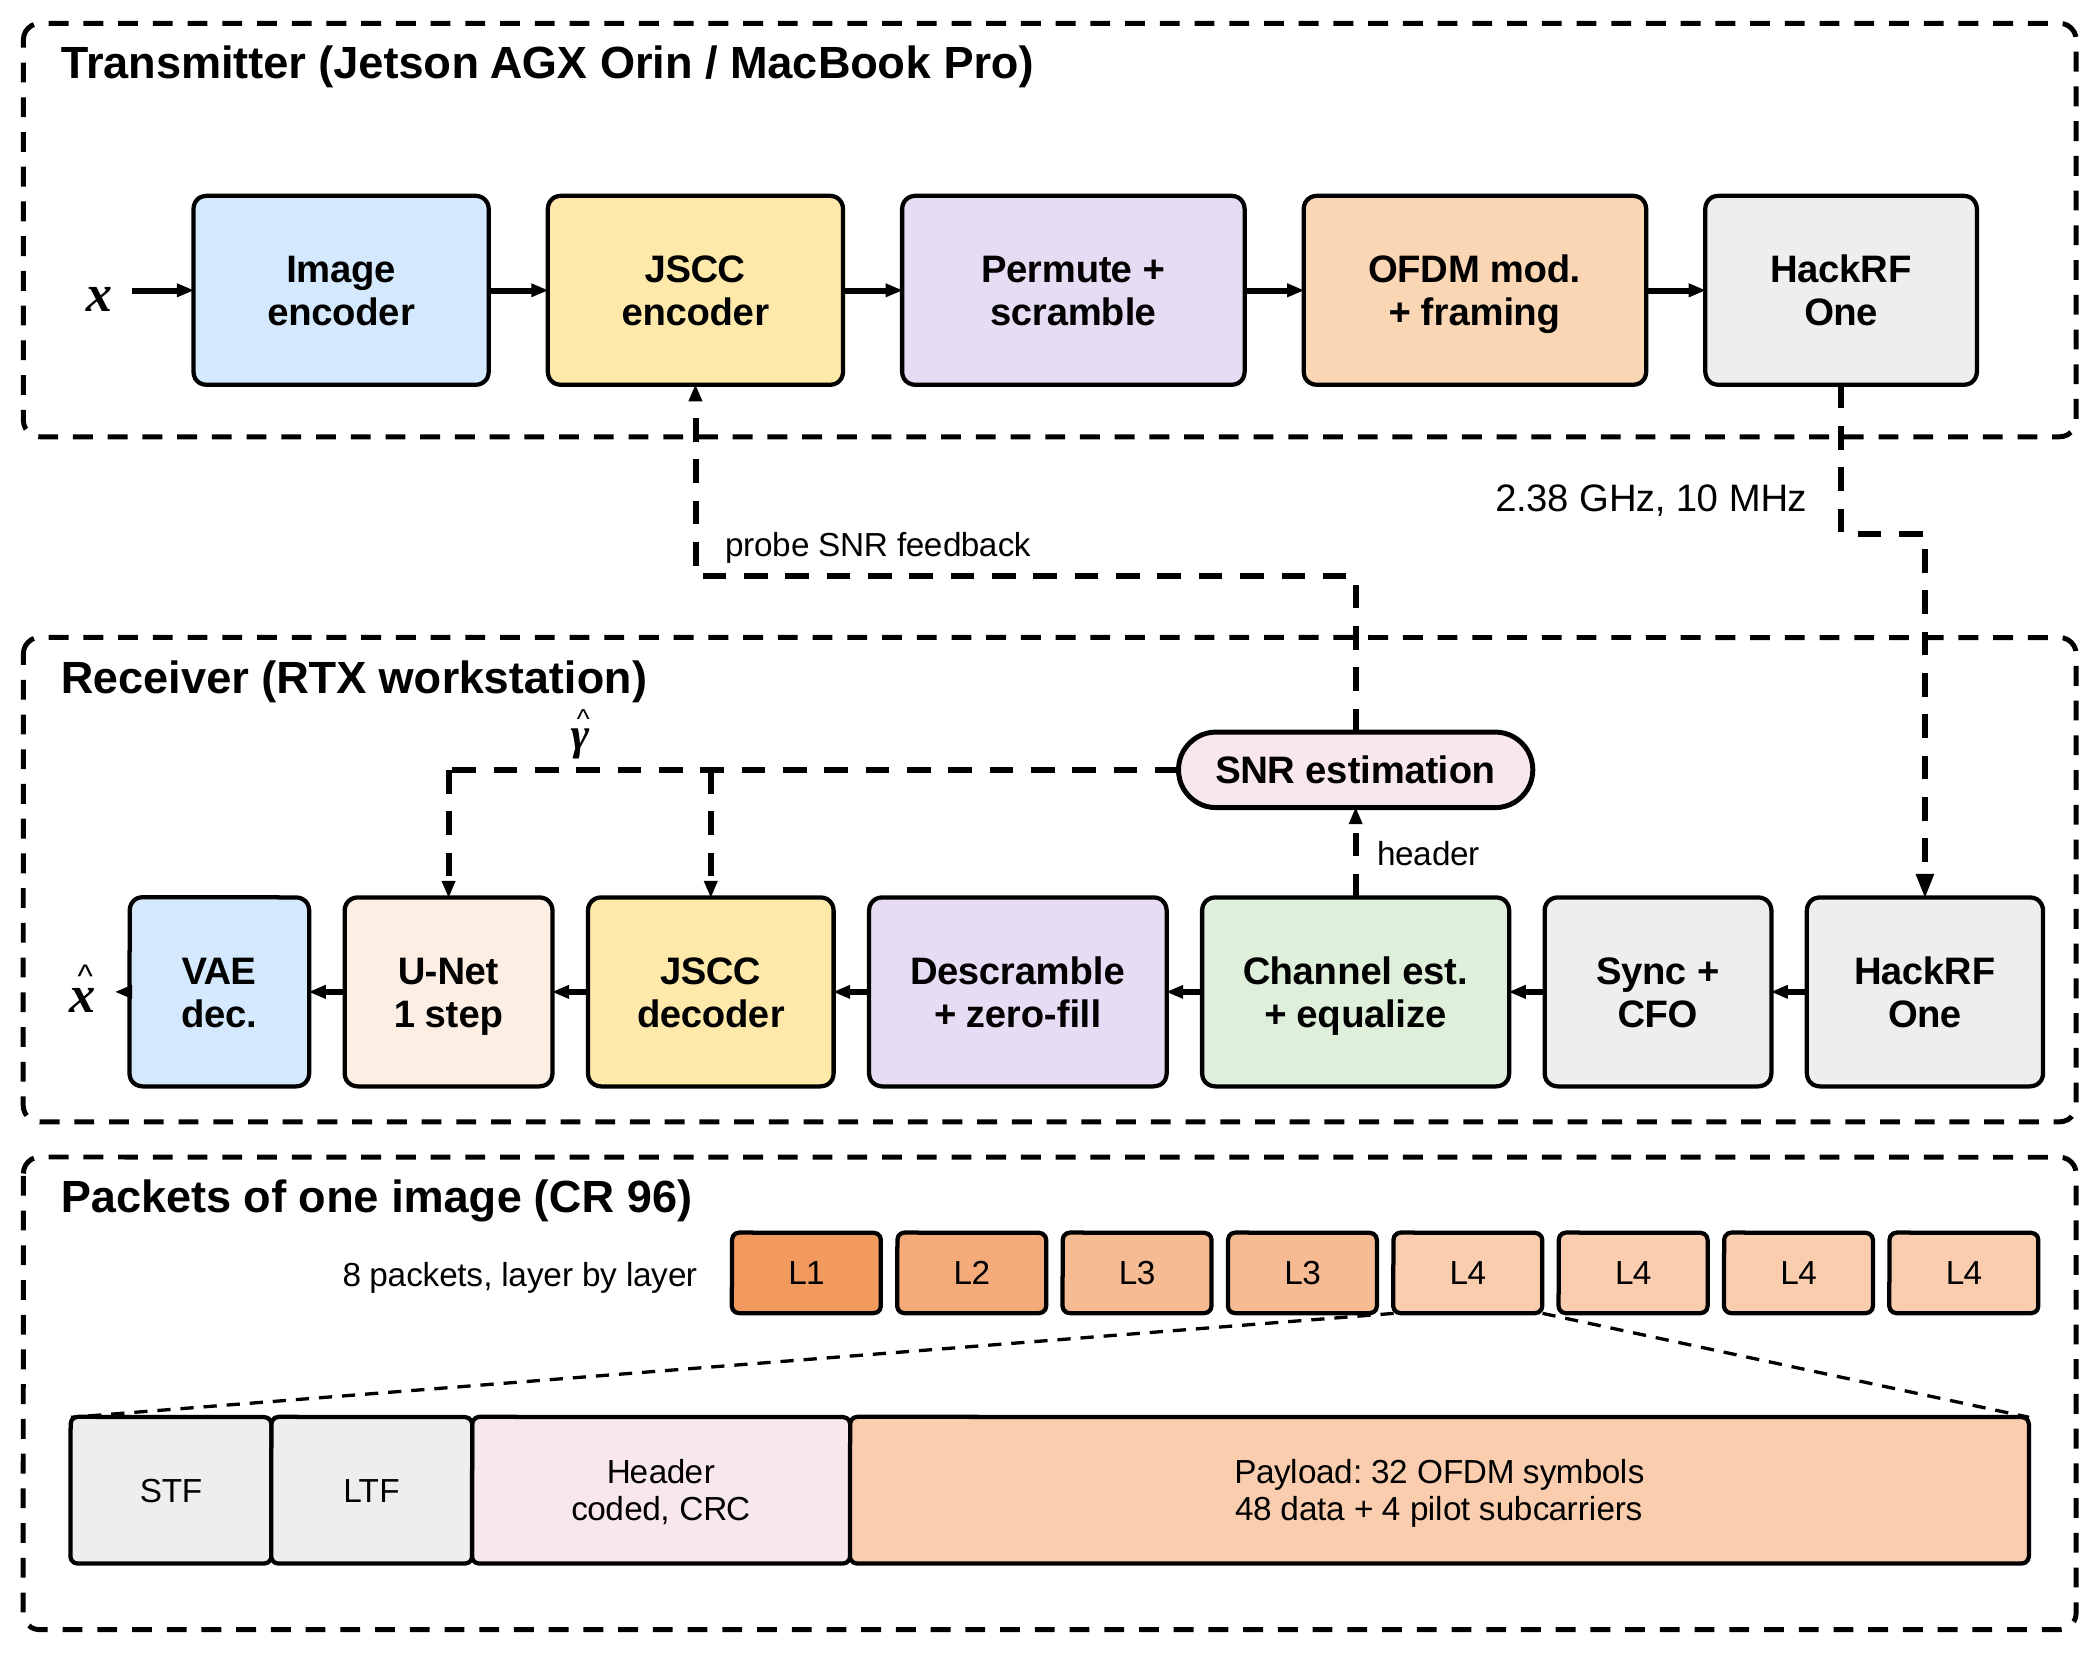 Transmitter (Jetson AGX Orin / MacBook Pro)
x
Image
encoder
JSCC
encoder
Permute +
scramble
OFDM mod.
+ framing
HackRF
One
2.38 GHz, 10 MHz
probe SNR feedback
Receiver (RTX workstation)
γ̂
SNR estimation
header
x̂
VAE
dec.
U-Net
1 step
JSCC
decoder
Descramble
+ zero-fill
Channel est.
+ equalize
Sync +
CFO
HackRF
One
Packets of one image (CR 96)
8 packets, layer by layer
L1
L2
L3
L3
L4
L4
L4
L4
STF
LTF
Header
coded, CRC
Payload: 32 OFDM symbols
48 data + 4 pilot subcarriers